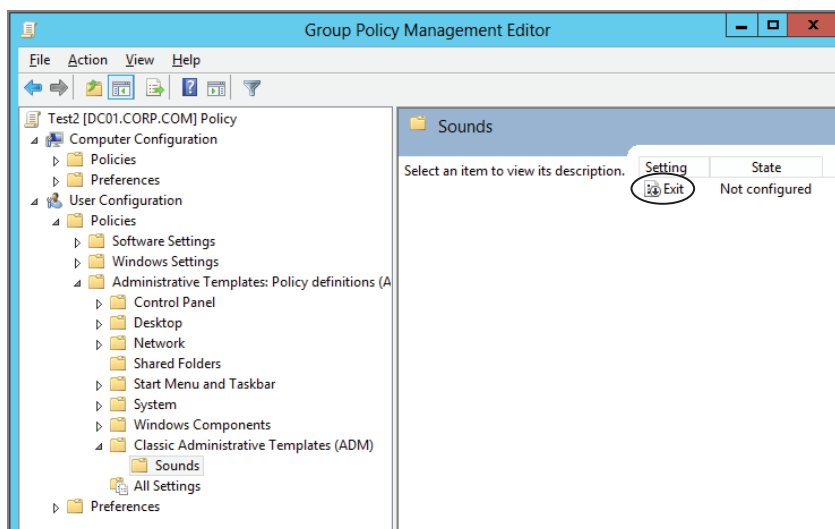 Group Policy Management Editor
File Action View Help
Test2 [DC01.CORP.COM] Policy
Computer Configuration
Policies
Preferences
User Configuration
Policies
Software Settings
Windows Settings
Administrative Templates: Policy definitions (A
Control Panel
Desktop
Network
Shared Folders
Start Menu and Taskbar
System
Windows Components
Classic Administrative Templates (ADM)
Sounds
All Settings
Preferences
Sounds
Select an item to view its description.
Setting State
Exit Not configured